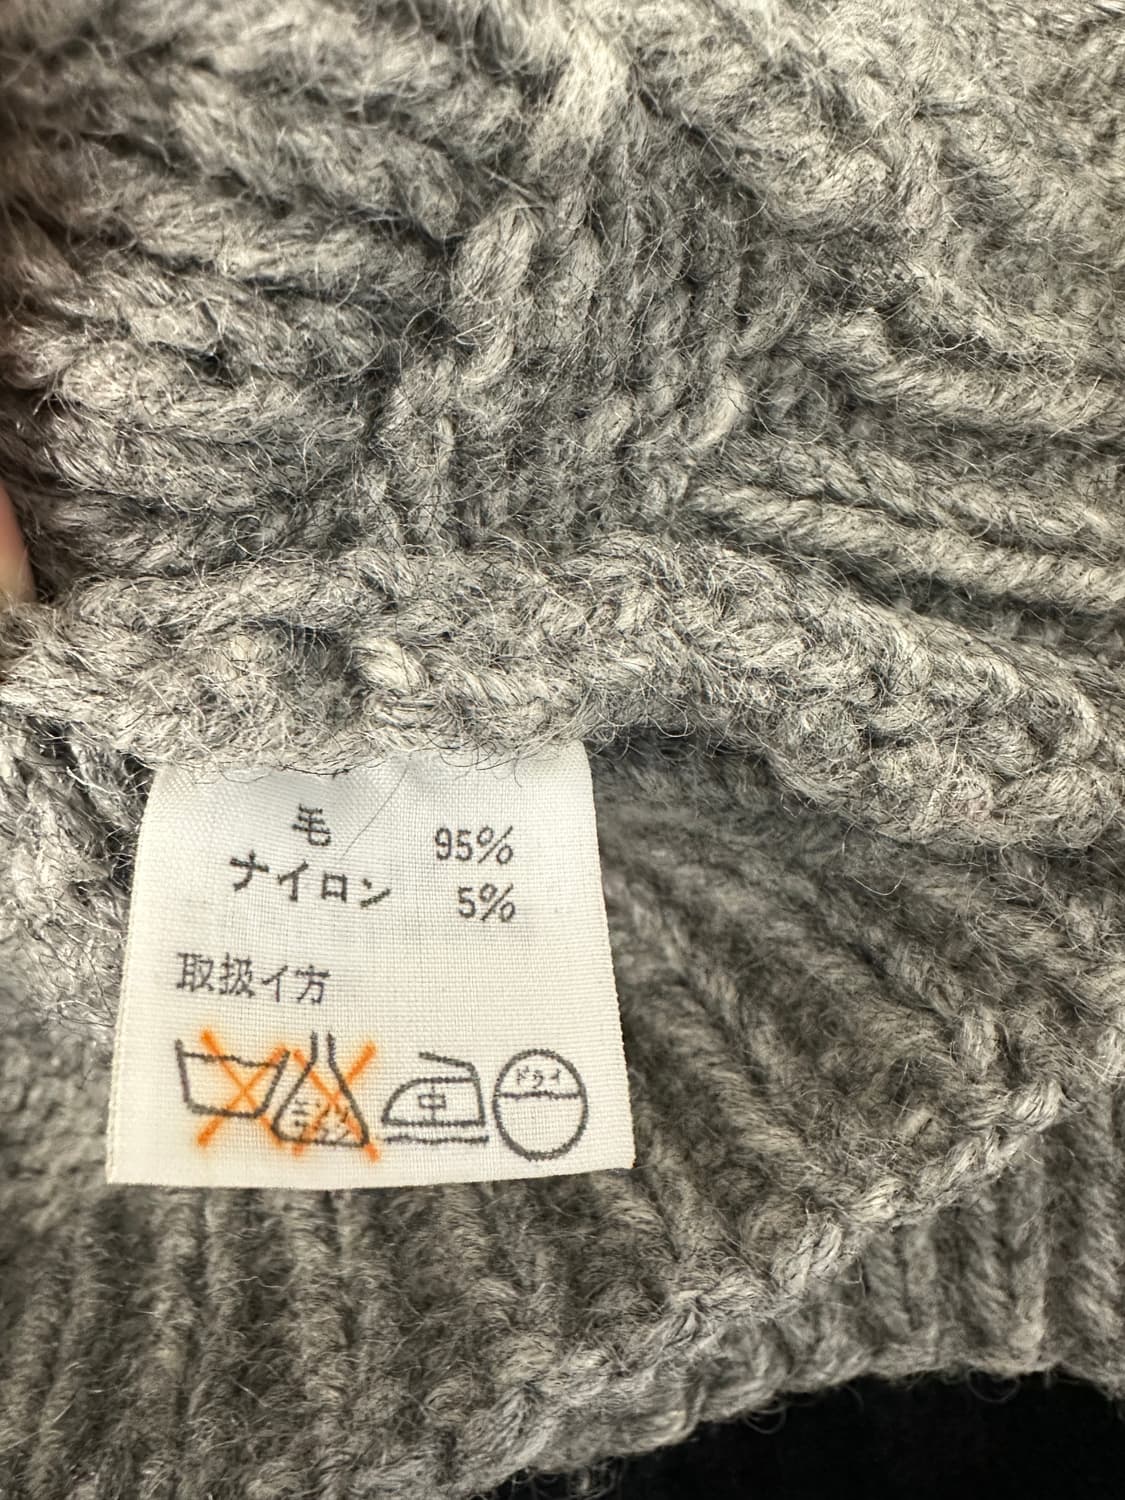 毛 95%
ナイロン 5%
取扱イ方
中 ドライ